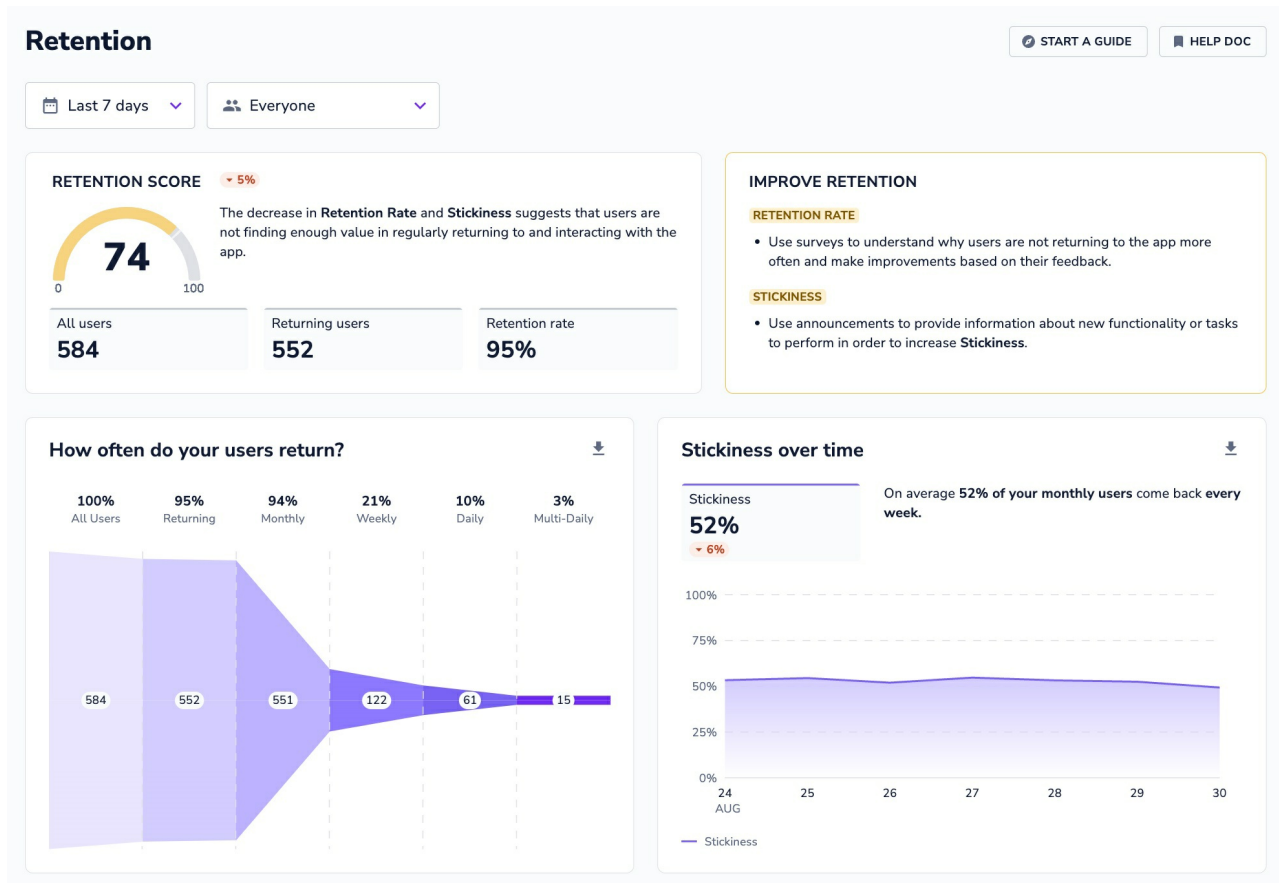 Retention
START A GUIDE
HELP DOC
Last 7 days
Everyone
RETENTION SCORE
5%
74
0
100
The decrease in Retention Rate and Stickiness suggests that users are
not finding enough value in regularly returning to and interacting with the
app.
All users
584
Returning users
552
Retention rate
95%
IMPROVE RETENTION
RETENTION RATE
• Use surveys to understand why users are not returning to the app more
often and make improvements based on their feedback.
STICKINESS
• Use announcements to provide information about new functionality or tasks
to perform in order to increase Stickiness.
How often do your users return?
100% 95% 94% 21% 10% 3%
All Users Returning Monthly Weekly Daily Multi-Daily
584 552 551 122 61 15
Stickiness over time
Stickiness
52%
6%
On average 52% of your monthly users come back every
week.
100%
75%
50%
25%
0%
24 25 26 27 28 29 30
AUG
Stickiness